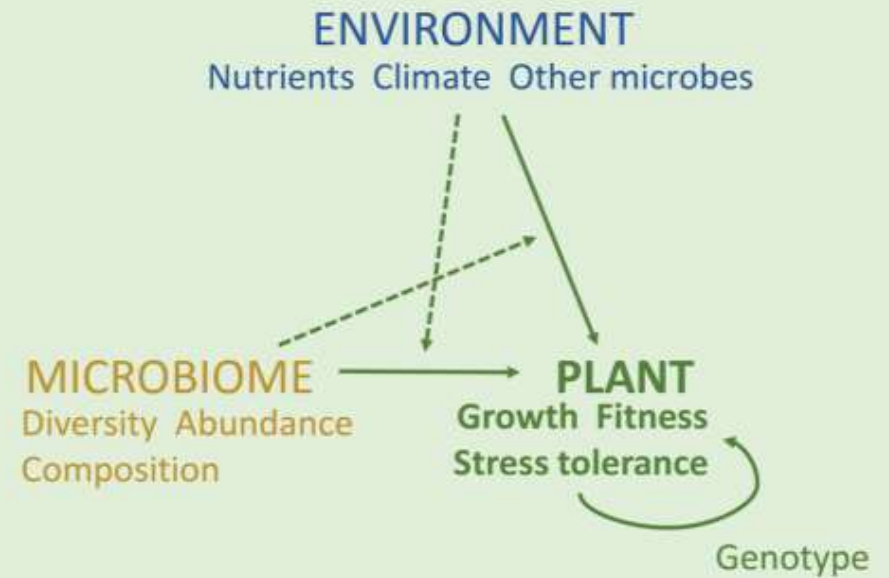 ENVIRONMENT
Nutrients Climate Other microbes
MICROBIOME
Diversity Abundance
Composition
PLANT
Growth Fitness
Stress tolerance
Genotype